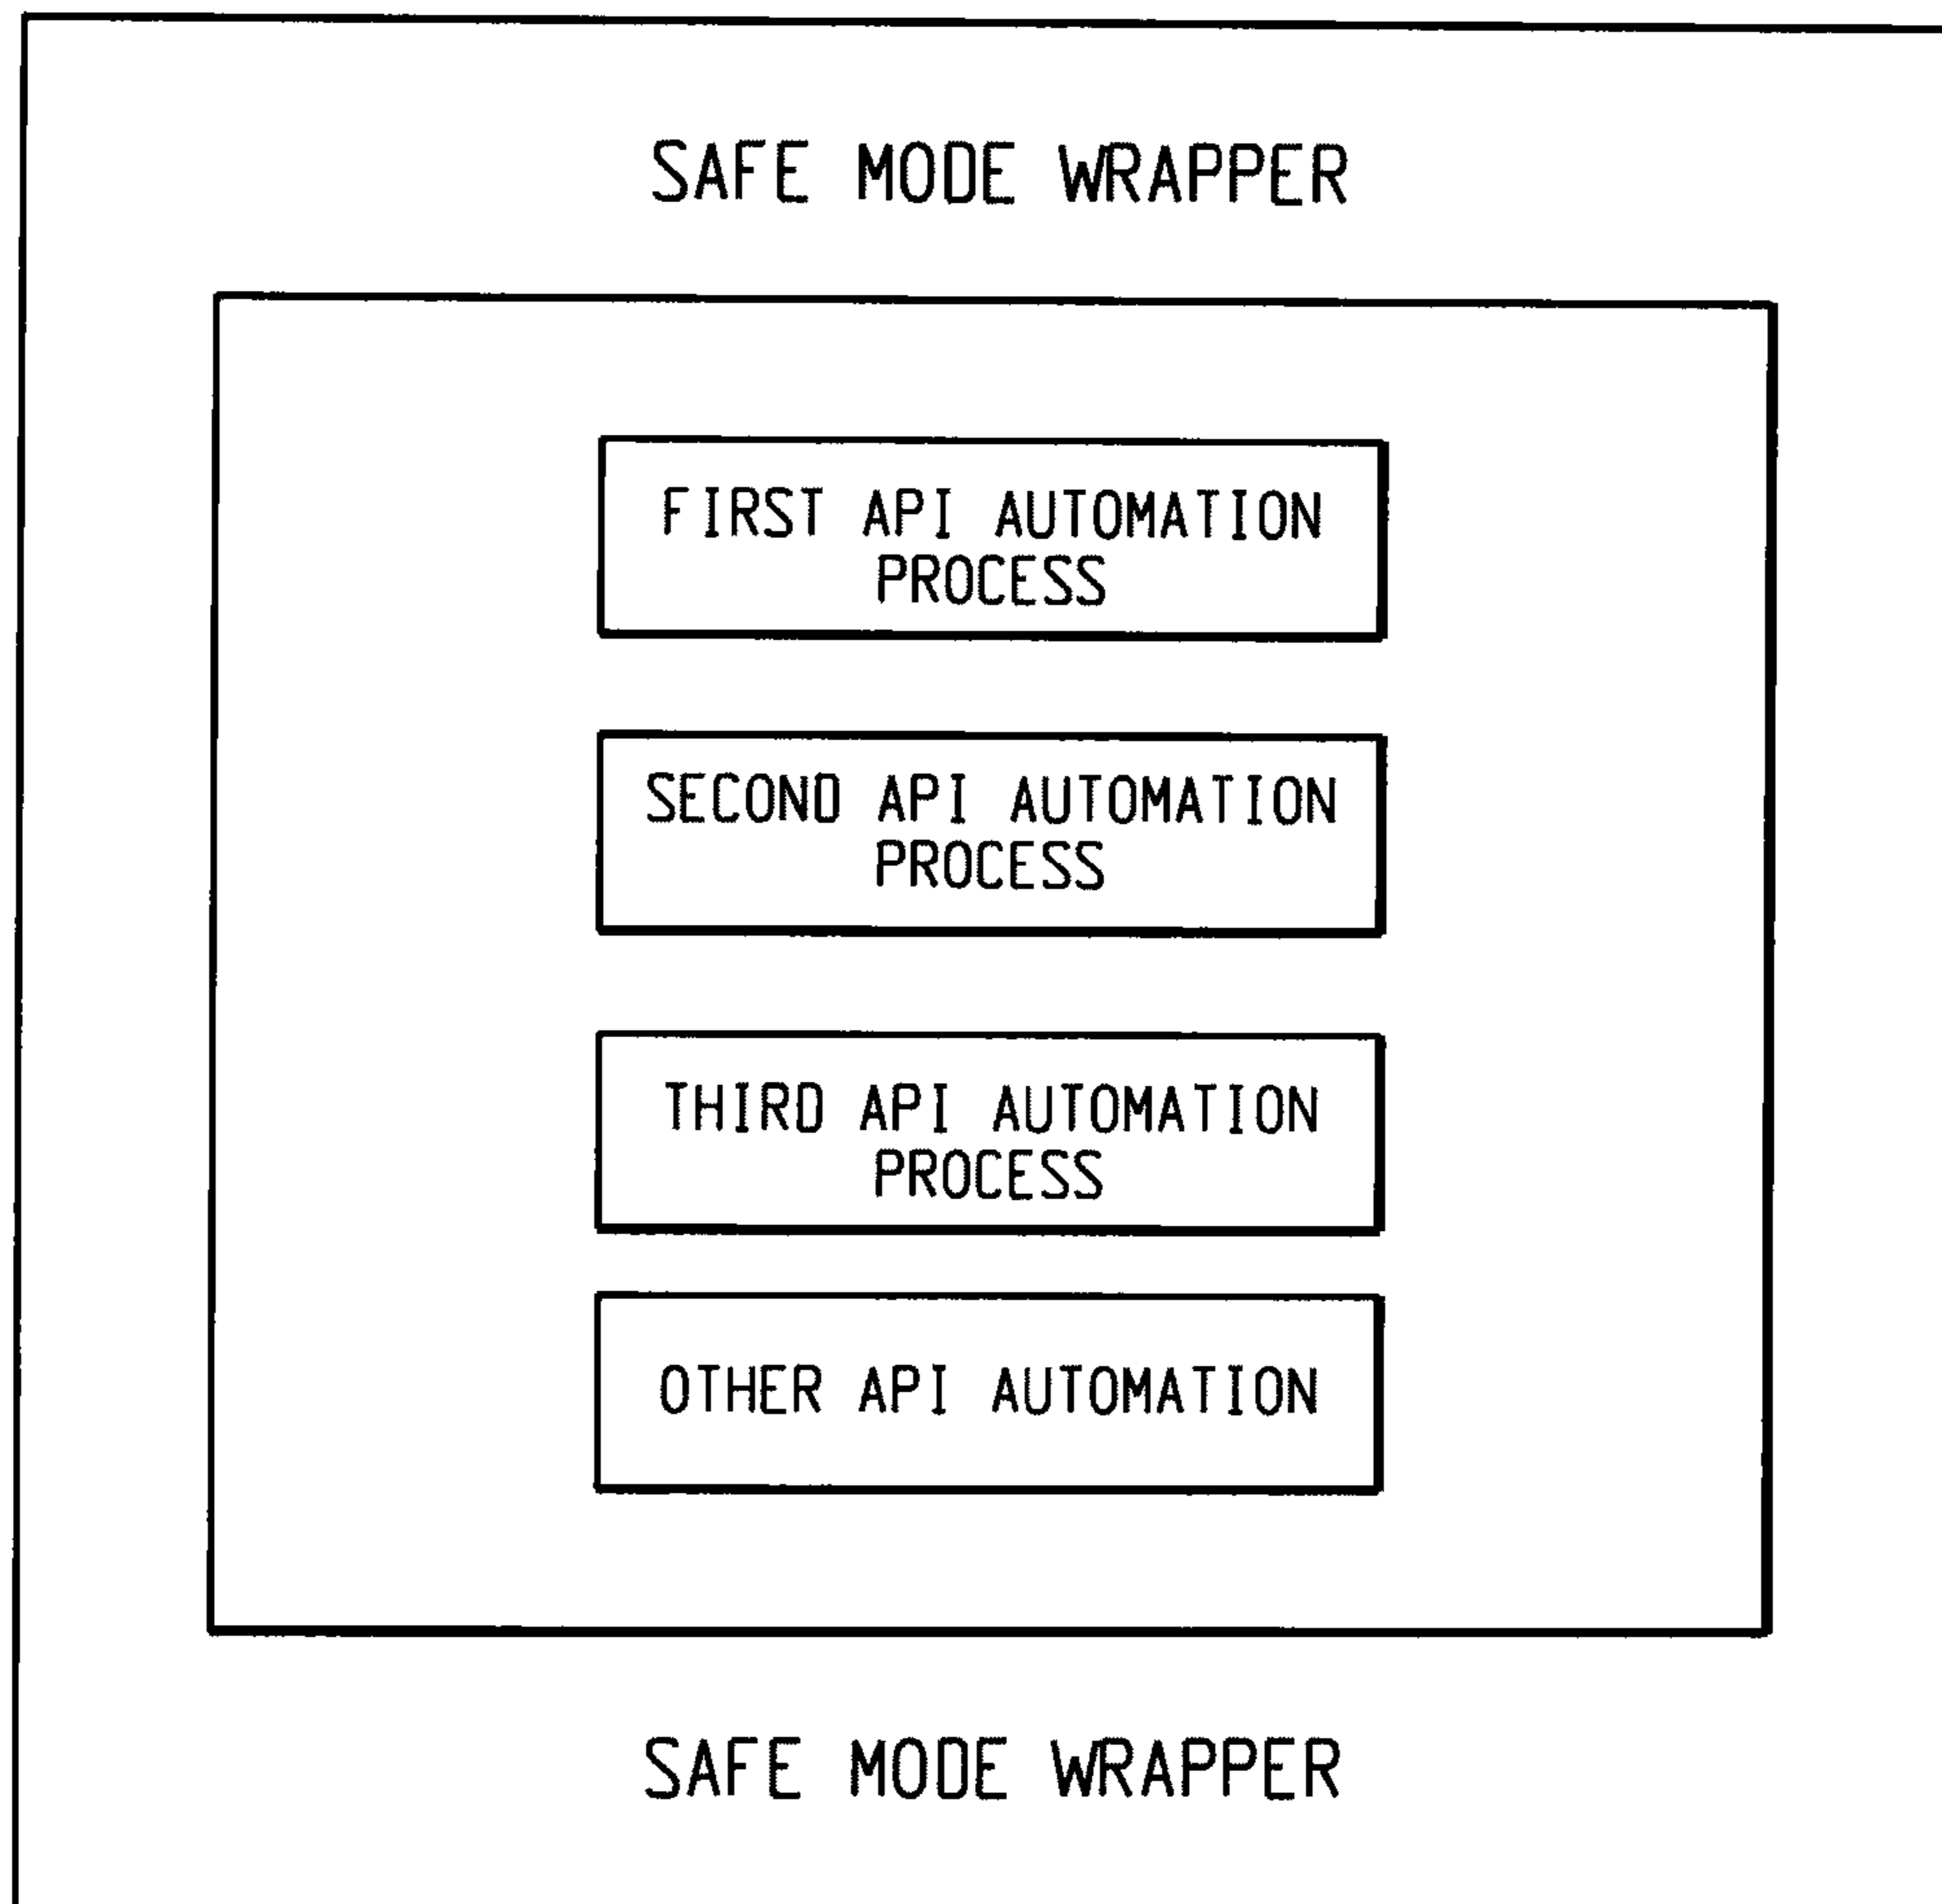 SAFE MODE WRAPPER
FIRST API AUTOMATION
PROCESS
SECOND API AUTOMATION
PROCESS
THIRD API AUTOMATION
PROCESS
OTHER API AUTOMATION
SAFE MODE WRAPPER